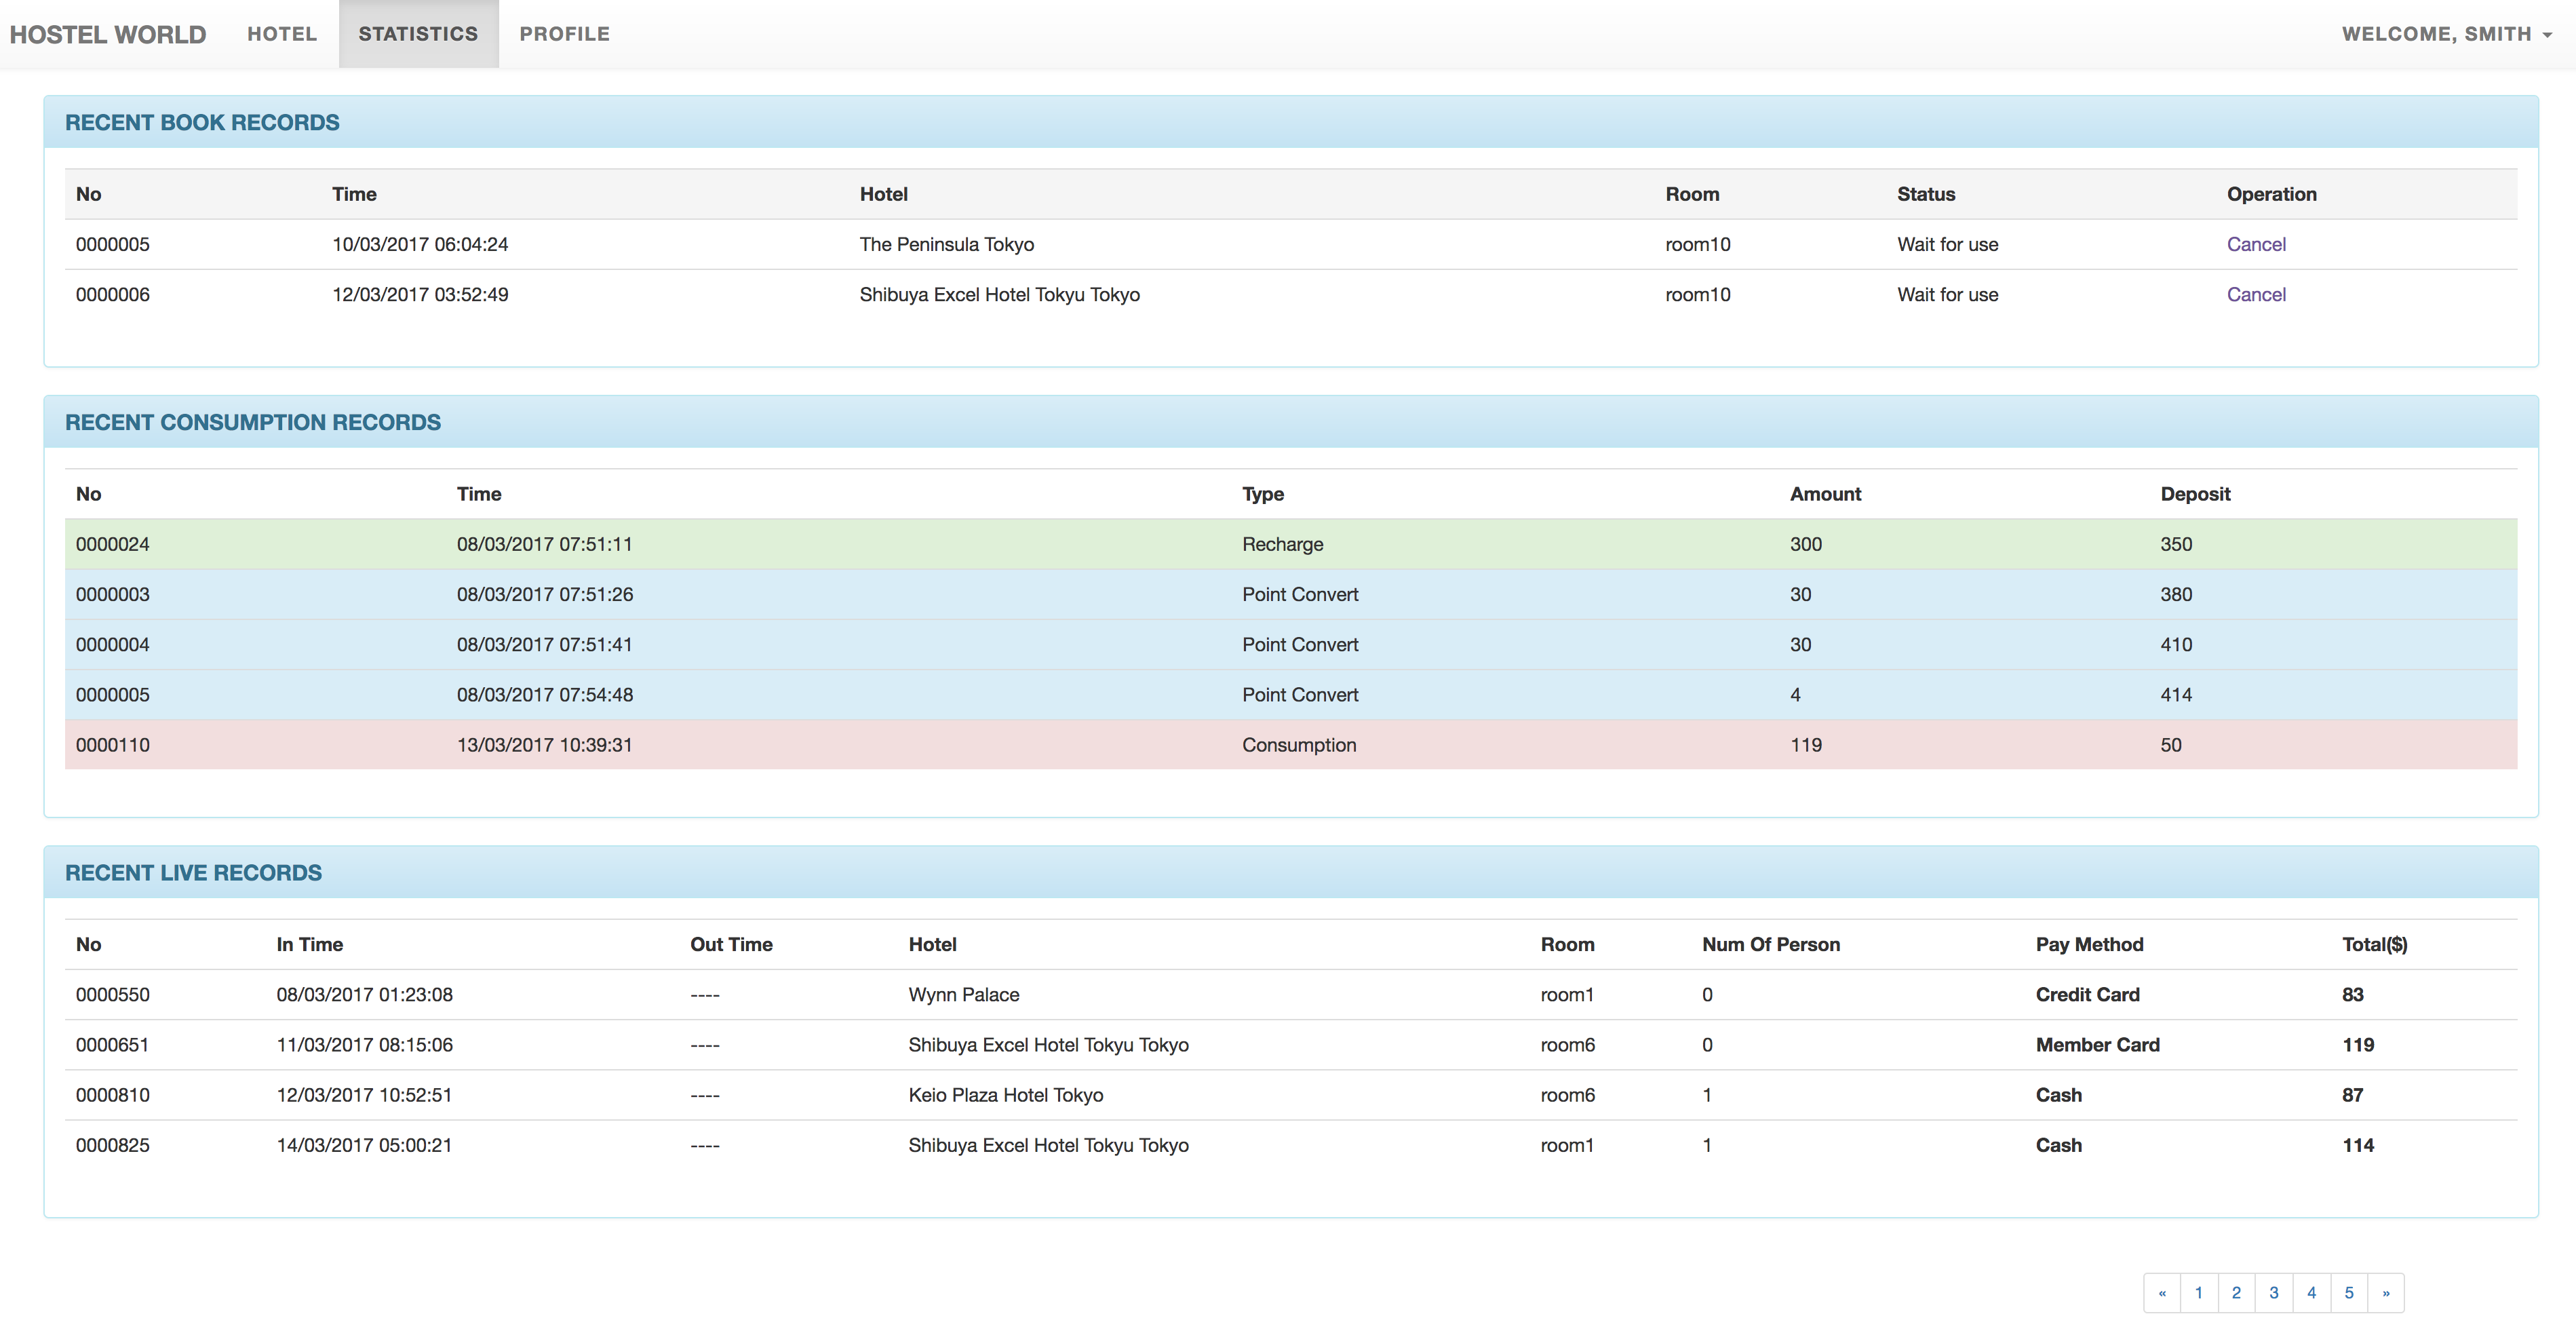 HOSTEL WORLD HOTEL STATISTICS PROFILE WELCOME, SMITH
RECENT BOOK RECORDS
No Time Hotel Room Status Operation
0000005 10/03/2017 06:04:24 The Peninsula Tokyo room10 Wait for use Cancel
0000006 12/03/2017 03:52:49 Shibuya Excel Hotel Tokyu Tokyo room10 Wait for use Cancel
RECENT CONSUMPTION RECORDS
No Time Type Amount Deposit
0000024 08/03/2017 07:51:11 Recharge 300 350
0000003 08/03/2017 07:51:26 Point Convert 30 380
0000004 08/03/2017 07:51:41 Point Convert 30 410
0000005 08/03/2017 07:54:48 Point Convert 4 414
0000110 13/03/2017 10:39:31 Consumption 119 50
RECENT LIVE RECORDS
No In Time Out Time Hotel Room Num Of Person Pay Method Total($)
0000550 08/03/2017 01:23:08 ---- Wynn Palace room1 0 Credit Card 83
0000651 11/03/2017 08:15:06 ---- Shibuya Excel Hotel Tokyu Tokyo room6 0 Member Card 119
0000810 12/03/2017 10:52:51 ---- Keio Plaza Hotel Tokyo room6 1 Cash 87
0000825 14/03/2017 05:00:21 ---- Shibuya Excel Hotel Tokyu Tokyo room1 1 Cash 114
« 1 2 3 4 5 »